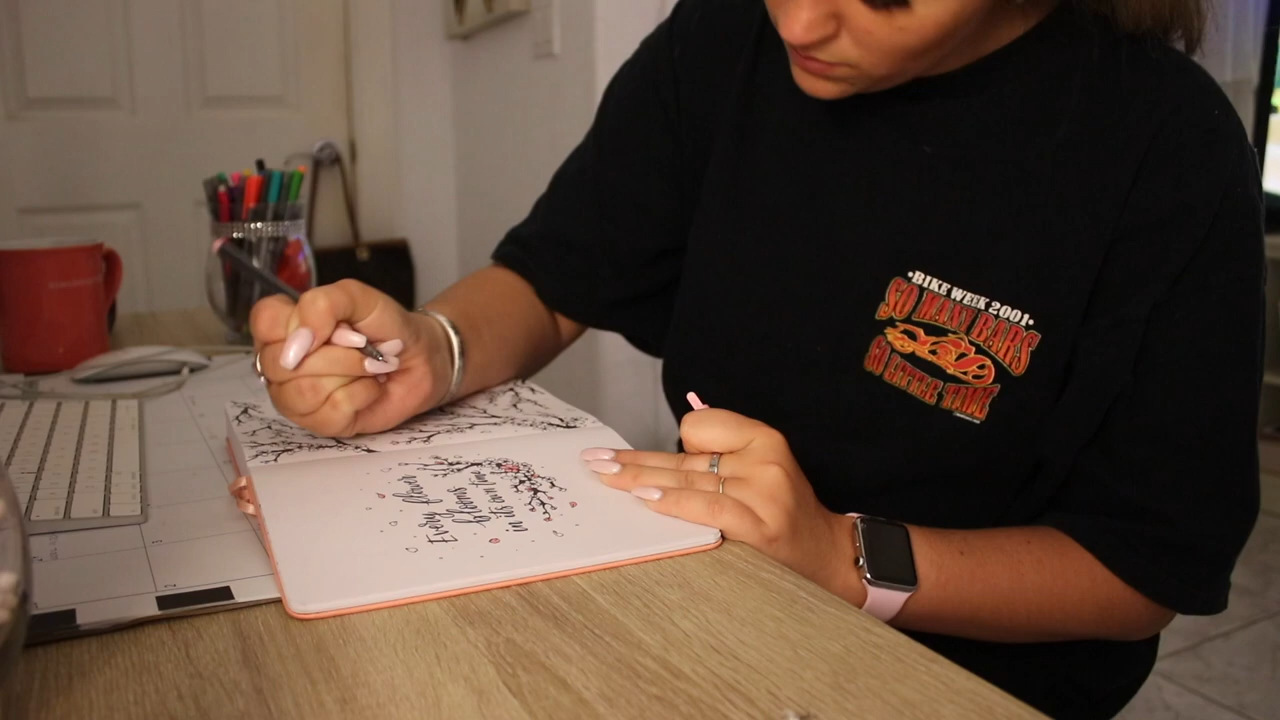 BIKE WEEK 2001
SO MANY BARS
SO LITTLE TIME
Every flower
blooms
in its own time